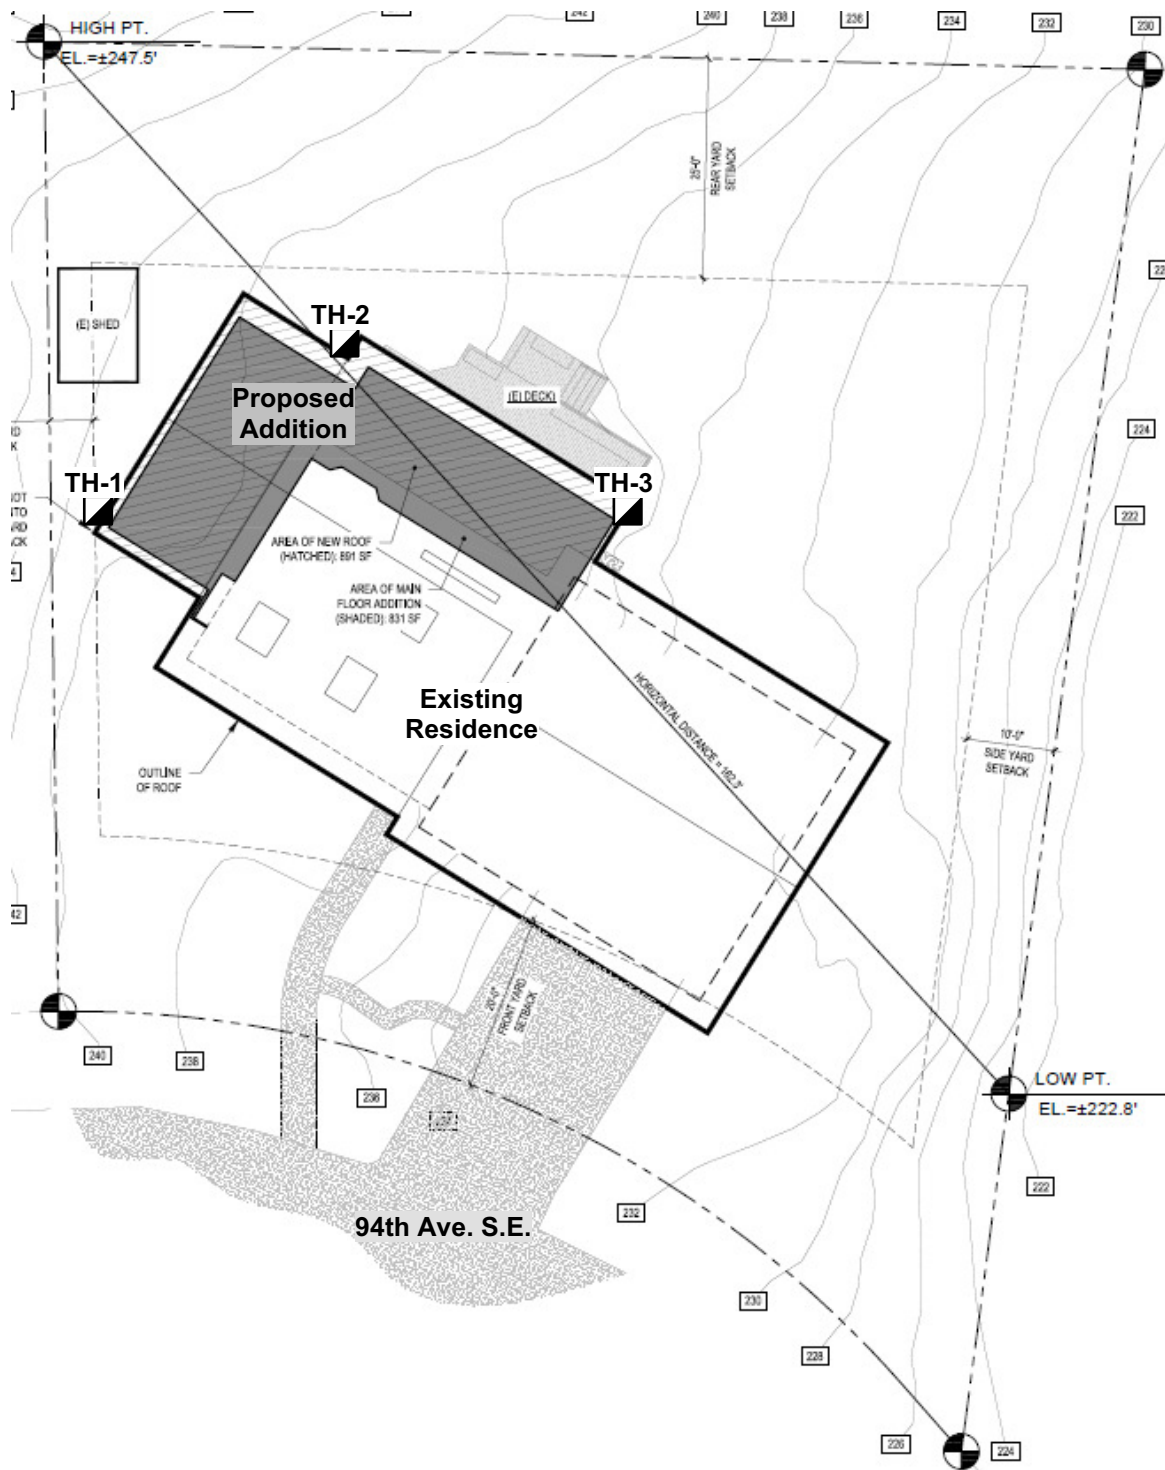 HIGH PT.
EL.=±247.5'
242
240
238
236
234
232
230
25'-0"
REAR YARD
SETBACK
(E) SHED
TH-2
(E) DECK)
Proposed
Addition
224
TH-1
TH-3
222
AREA OF NEW ROOF
(HATCHED): 891 SF
AREA OF MAIN
FLOOR ADDITION
(SHADED): 831 SF
Existing
Residence
HORIZONTAL DISTANCE = 162.3'
10'-0"
SIDE YARD
SETBACK
OUTLINE
OF ROOF
42
20'-0"
FRONT YARD
SETBACK
240
238
236
LOW PT.
EL.=±222.8'
222
232
94th Ave. S.E.
230
228
226
224